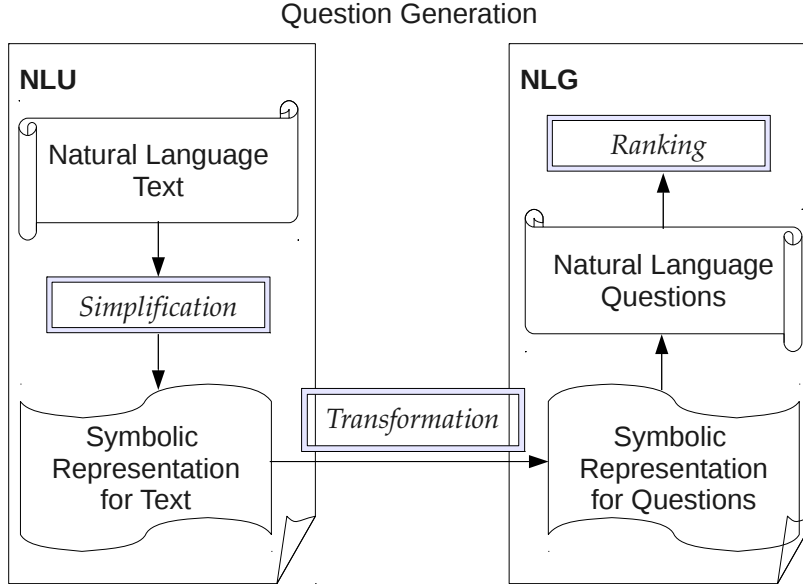 Question Generation
NLU
Natural Language
Text
Simplification
Symbolic
Representation
for Text
Transformation
NLG
Ranking
Natural Language
Questions
Symbolic
Representation
for Questions